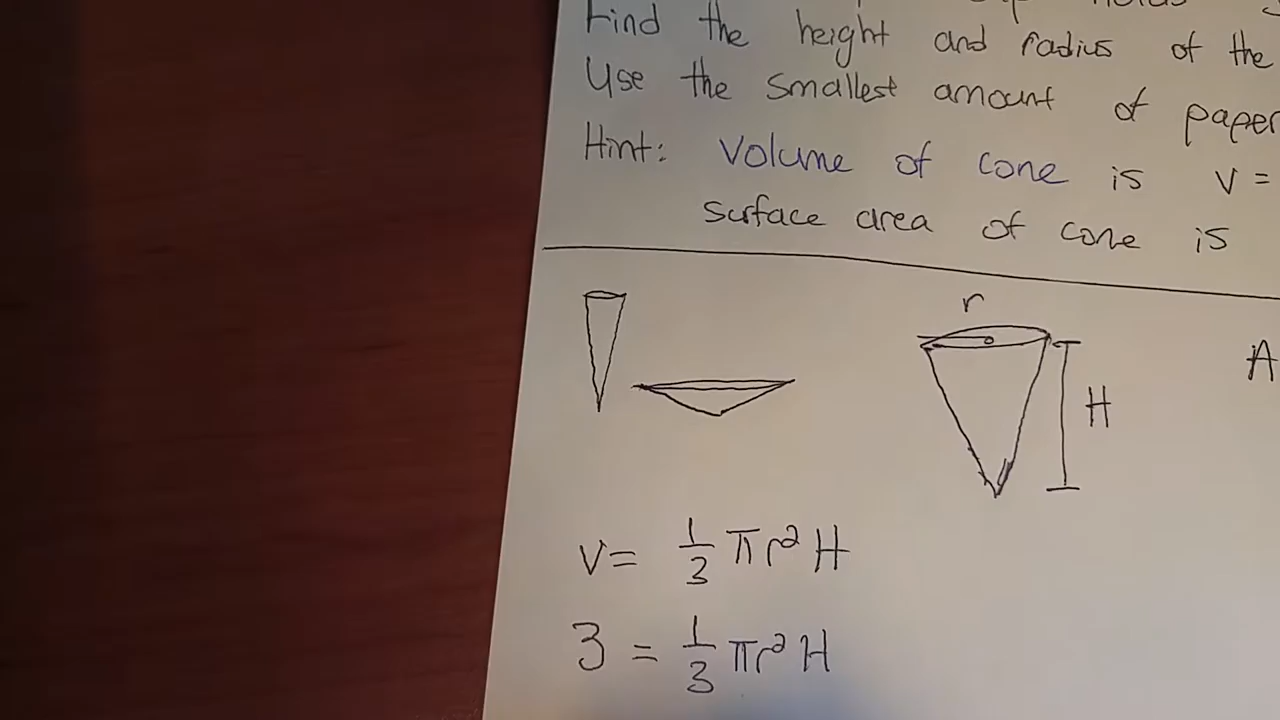 Find the height and radius of the
Use the smallest amount of paper
Hint: Volume of cone is V =
surface area of cone is
r
H
A
V = 1/3 πr² H
3 = 1/3 πr² H